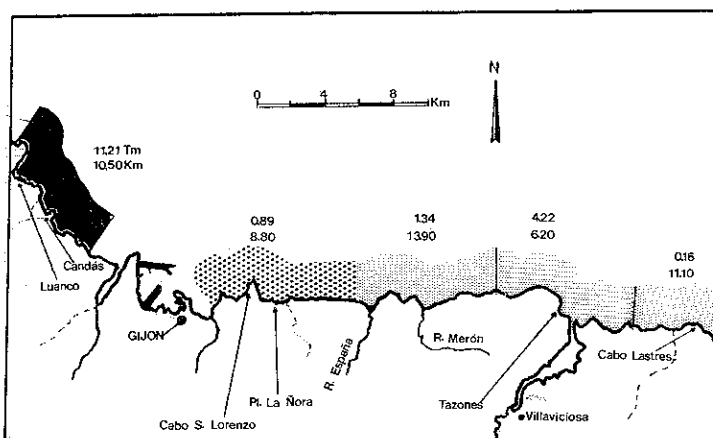 N
0 4 8
Km
11,21 Tm
10,50 Km
0.89
8.80
1.34
13.90
4.22
6.20
0.16
11.10
Candás
Luanco
GIJON
R. España
R. Merón
Cabo Lastres
Pl. La Ñora
Tazones
Cabo S. Lorenzo
Villaviciosa